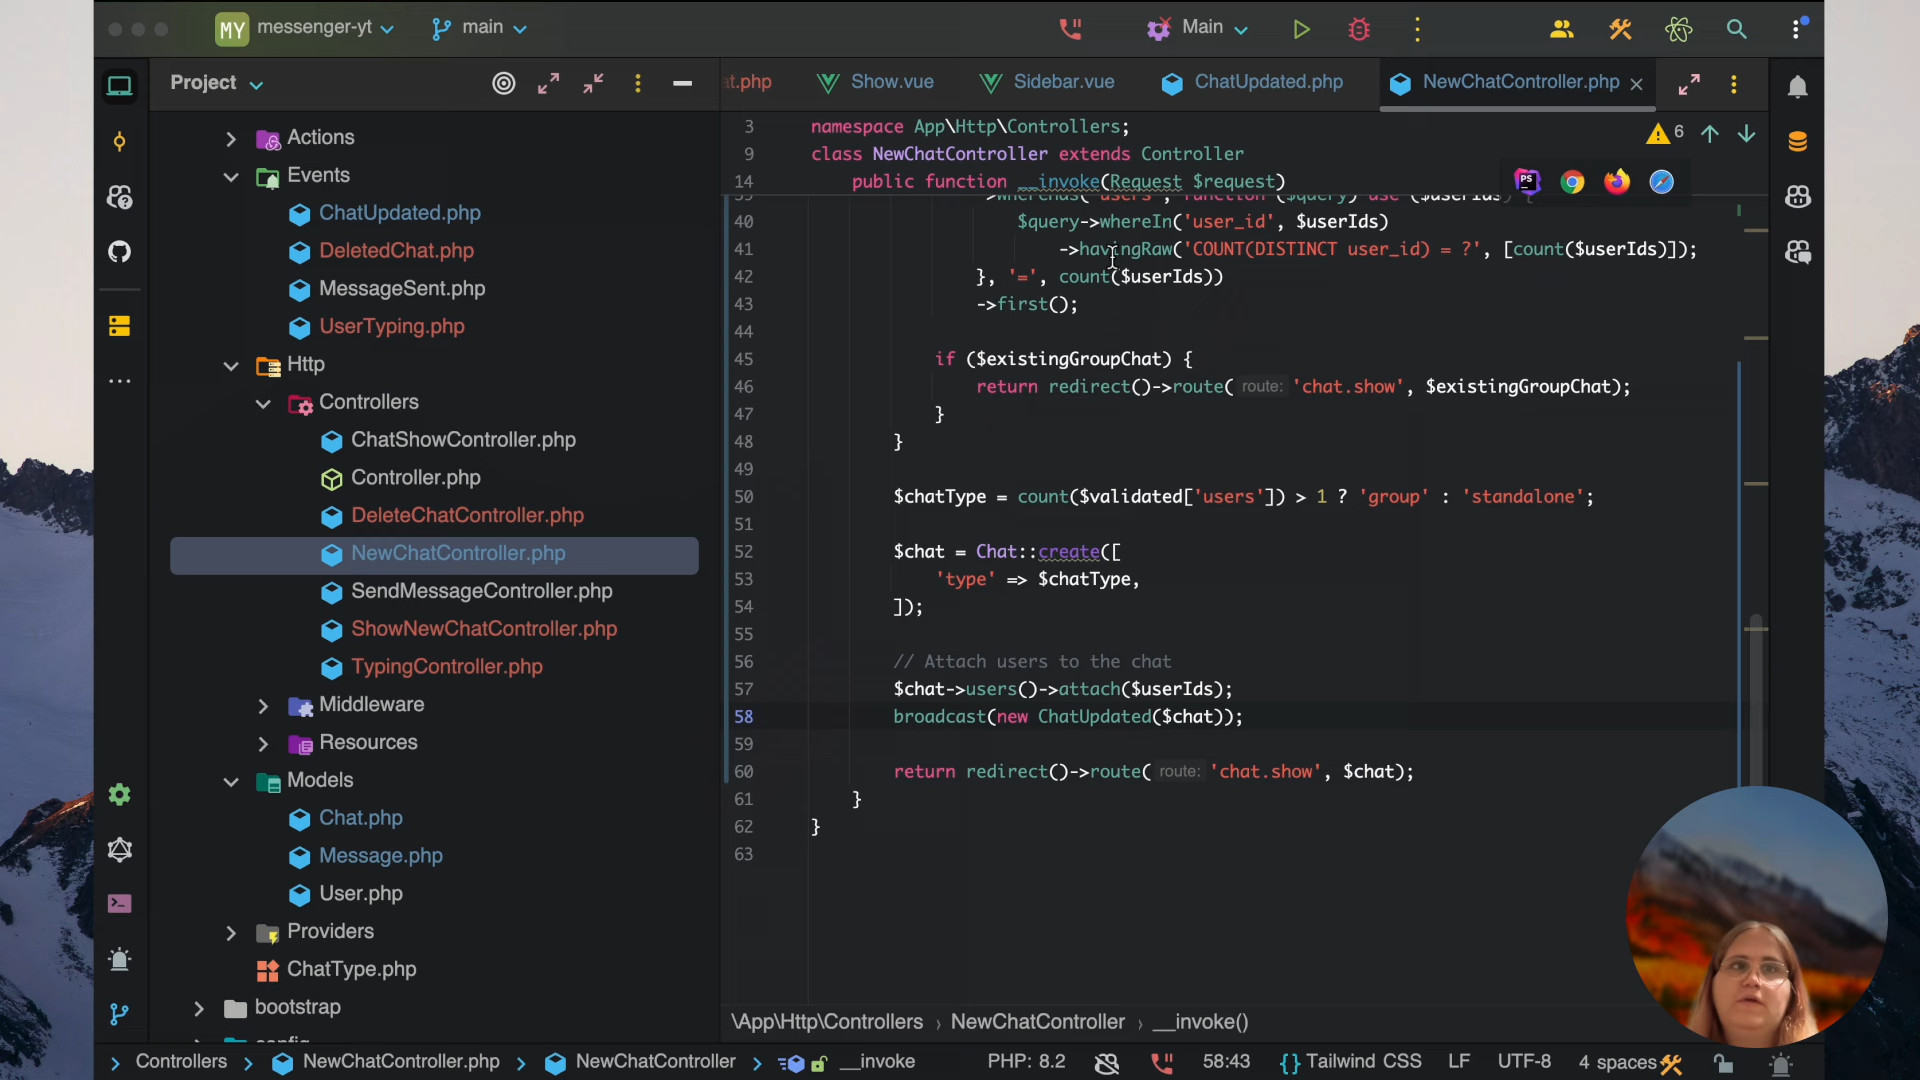 MY messenger-yt main Main
Project
Actions
Events
ChatUpdated.php
DeletedChat.php
MessageSent.php
UserTyping.php
Http
Controllers
ChatShowController.php
Controller.php
DeleteChatController.php
NewChatController.php
SendMessageController.php
ShowNewChatController.php
TypingController.php
Middleware
Resources
Models
Chat.php
Message.php
User.php
Providers
ChatType.php
bootstrap
config
at.php Show.vue Sidebar.vue ChatUpdated.php NewChatController.php
6
PS
3 namespace App\Http\Controllers;
9 class NewChatController extends Controller
14 public function __invoke(Request $request)
40 $query->whereIn('user_id', $userIds)
41 ->havingRaw('COUNT(DISTINCT user_id) = ?', [count($userIds)]);
42 }, '=', count($userIds))
43 ->first();
44
45 if ($existingGroupChat) {
46 return redirect()->route( route: 'chat.show', $existingGroupChat);
47 }
48 }
49
50 $chatType = count($validated['users']) > 1 ? 'group' : 'standalone';
51
52 $chat = Chat::create([
53 'type' => $chatType,
54 ]);
55
56 // Attach users to the chat
57 $chat->users()->attach($userIds);
58 broadcast(new ChatUpdated($chat));
59
60 return redirect()->route( route: 'chat.show', $chat);
61 }
62 }
63
\App\Http\Controllers › NewChatController › __invoke()
Controllers NewChatController.php NewChatController __invoke PHP: 8.2 58:43 {} Tailwind CSS LF UTF-8 4 spaces